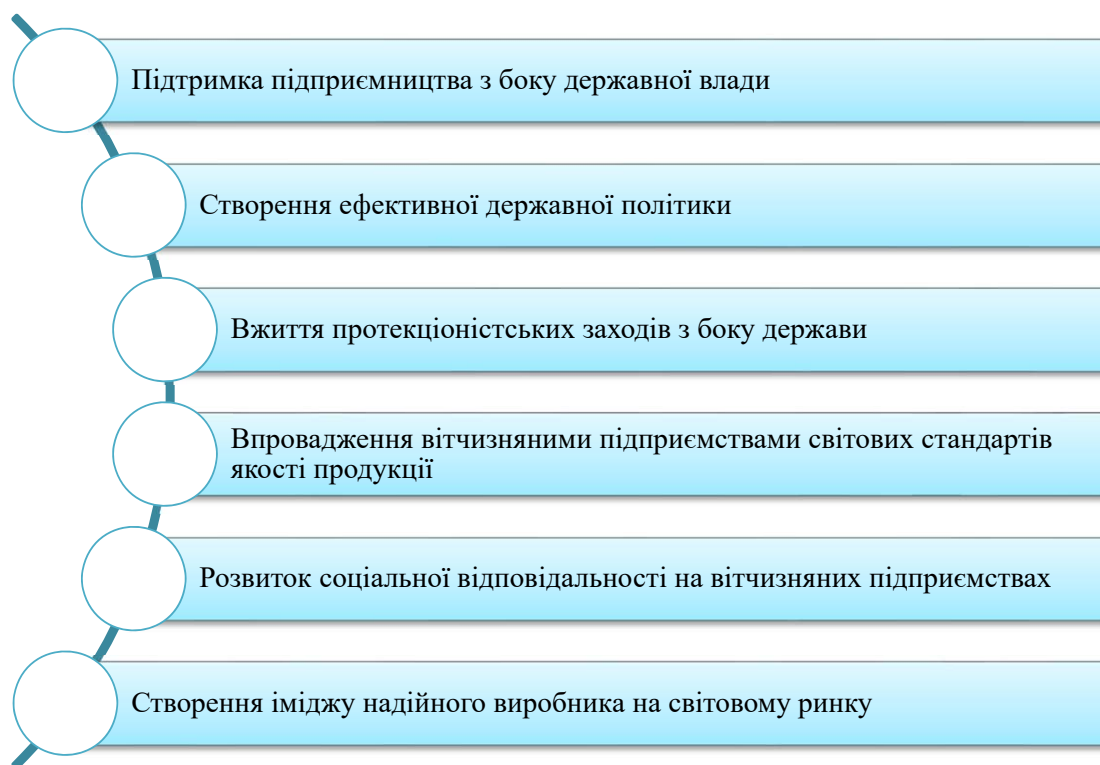 Підтримка підприємництва з боку державної влади
Створення ефективної державної політики
Вжиття протекціоністських заходів з боку держави
Впровадження вітчизняними підприємствами світових стандартів
якості продукції
Розвиток соціальної відповідальності на вітчизняних підприємствах
Створення іміджу надійного виробника на світовому ринку